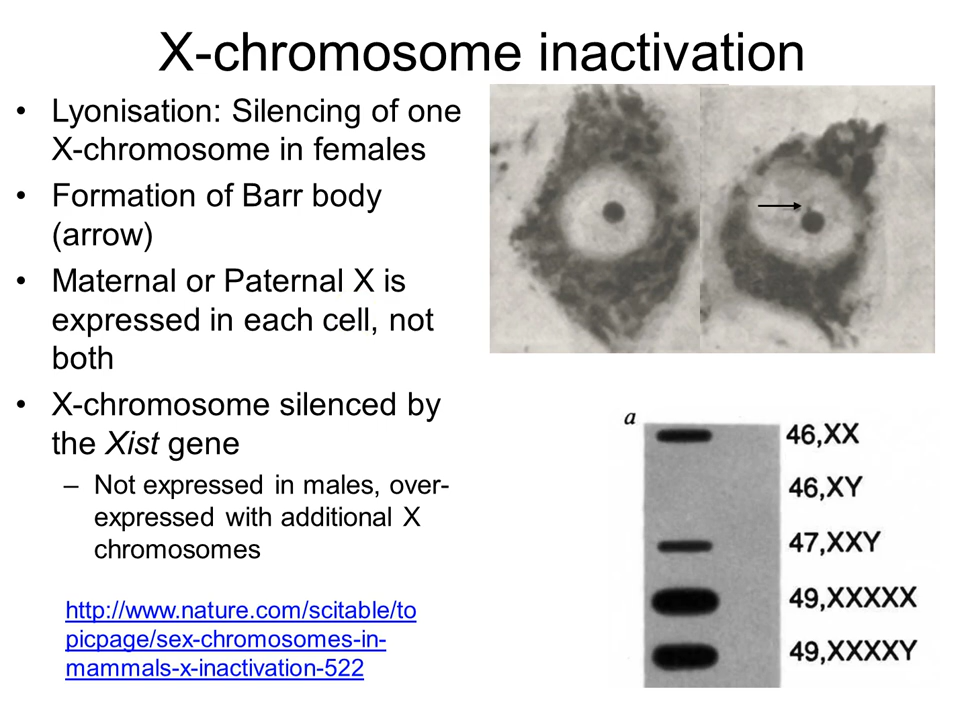 X-chromosome inactivation
• Lyonisation: Silencing of one
X-chromosome in females
• Formation of Barr body
(arrow)
• Maternal or Paternal X is
expressed in each cell, not
both
• X-chromosome silenced by
the Xist gene
– Not expressed in males, over-
expressed with additional X
chromosomes
http://www.nature.com/scitable/to
picpage/sex-chromosomes-in-
mammals-x-inactivation-522
a
46,XX
46,XY
47,XXY
49,XXXXX
49,XXXXY